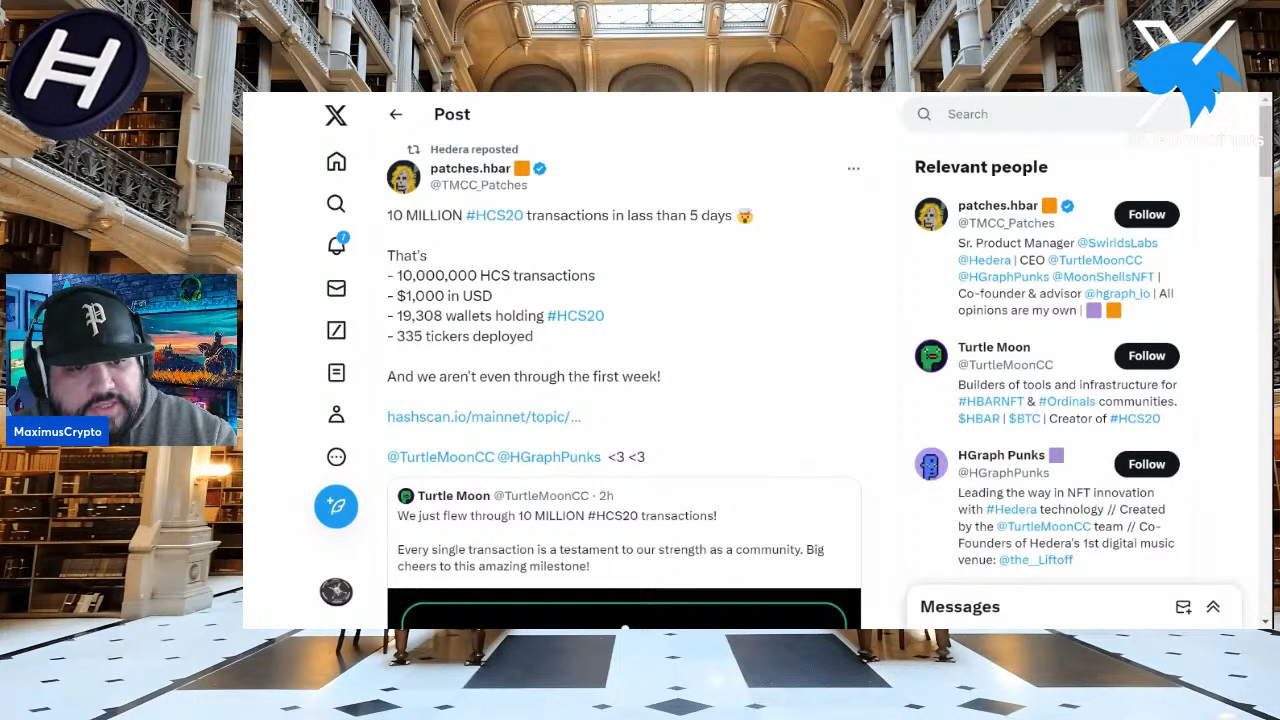 Post
Search
Hedera reposted
patches.hbar
@TMCC_Patches
10 MILLION #HCS20 transactions in lass than 5 days
That's
- 10,000,000 HCS transactions
- $1,000 in USD
- 19,308 wallets holding #HCS20
- 335 tickers deployed
And we aren't even through the first week!
hashscan.io/mainnet/topic/...
@TurtleMoonCC @HGraphPunks <3 <3
Turtle Moon @TurtleMoonCC · 2h
We just flew through 10 MILLION #HCS20 transactions!
Every single transaction is a testament to our strength as a community. Big
cheers to this amazing milestone!
Relevant people
patches.hbar
@TMCC_Patches
Follow
Sr. Product Manager @SwirldsLabs
@Hedera | CEO @TurtleMoonCC
@HGraphPunks @MoonShellsNFT |
Co-founder & advisor @hgraph_io | All
opinions are my own |
Turtle Moon
@TurtleMoonCC
Follow
Builders of tools and infrastructure for
#HBARNFT & #Ordinals communities.
$HBAR | $BTC | Creator of #HCS20
HGraph Punks
@HGraphPunks
Follow
Leading the way in NFT innovation
with #Hedera technology // Created
by the @TurtleMoonCC team // Co-
Founders of Hedera's 1st digital music
venue: @the__Liftoff
Messages
7
P
MaximusCrypto